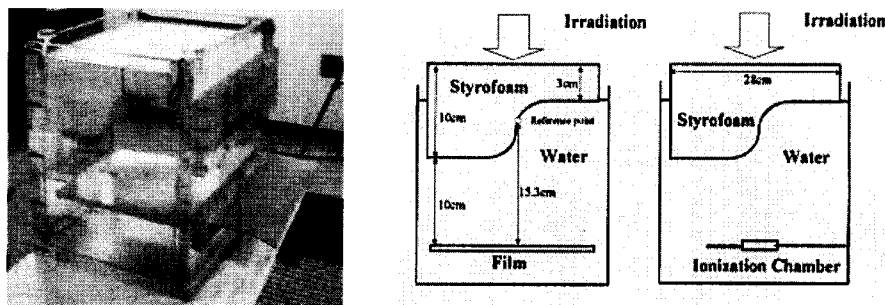 Irradiation
Styrofoam
3cm
10cm
Reference point
Water
10cm
15.3cm
Film
Irradiation
28cm
Styrofoam
Water
Ionization Chamber